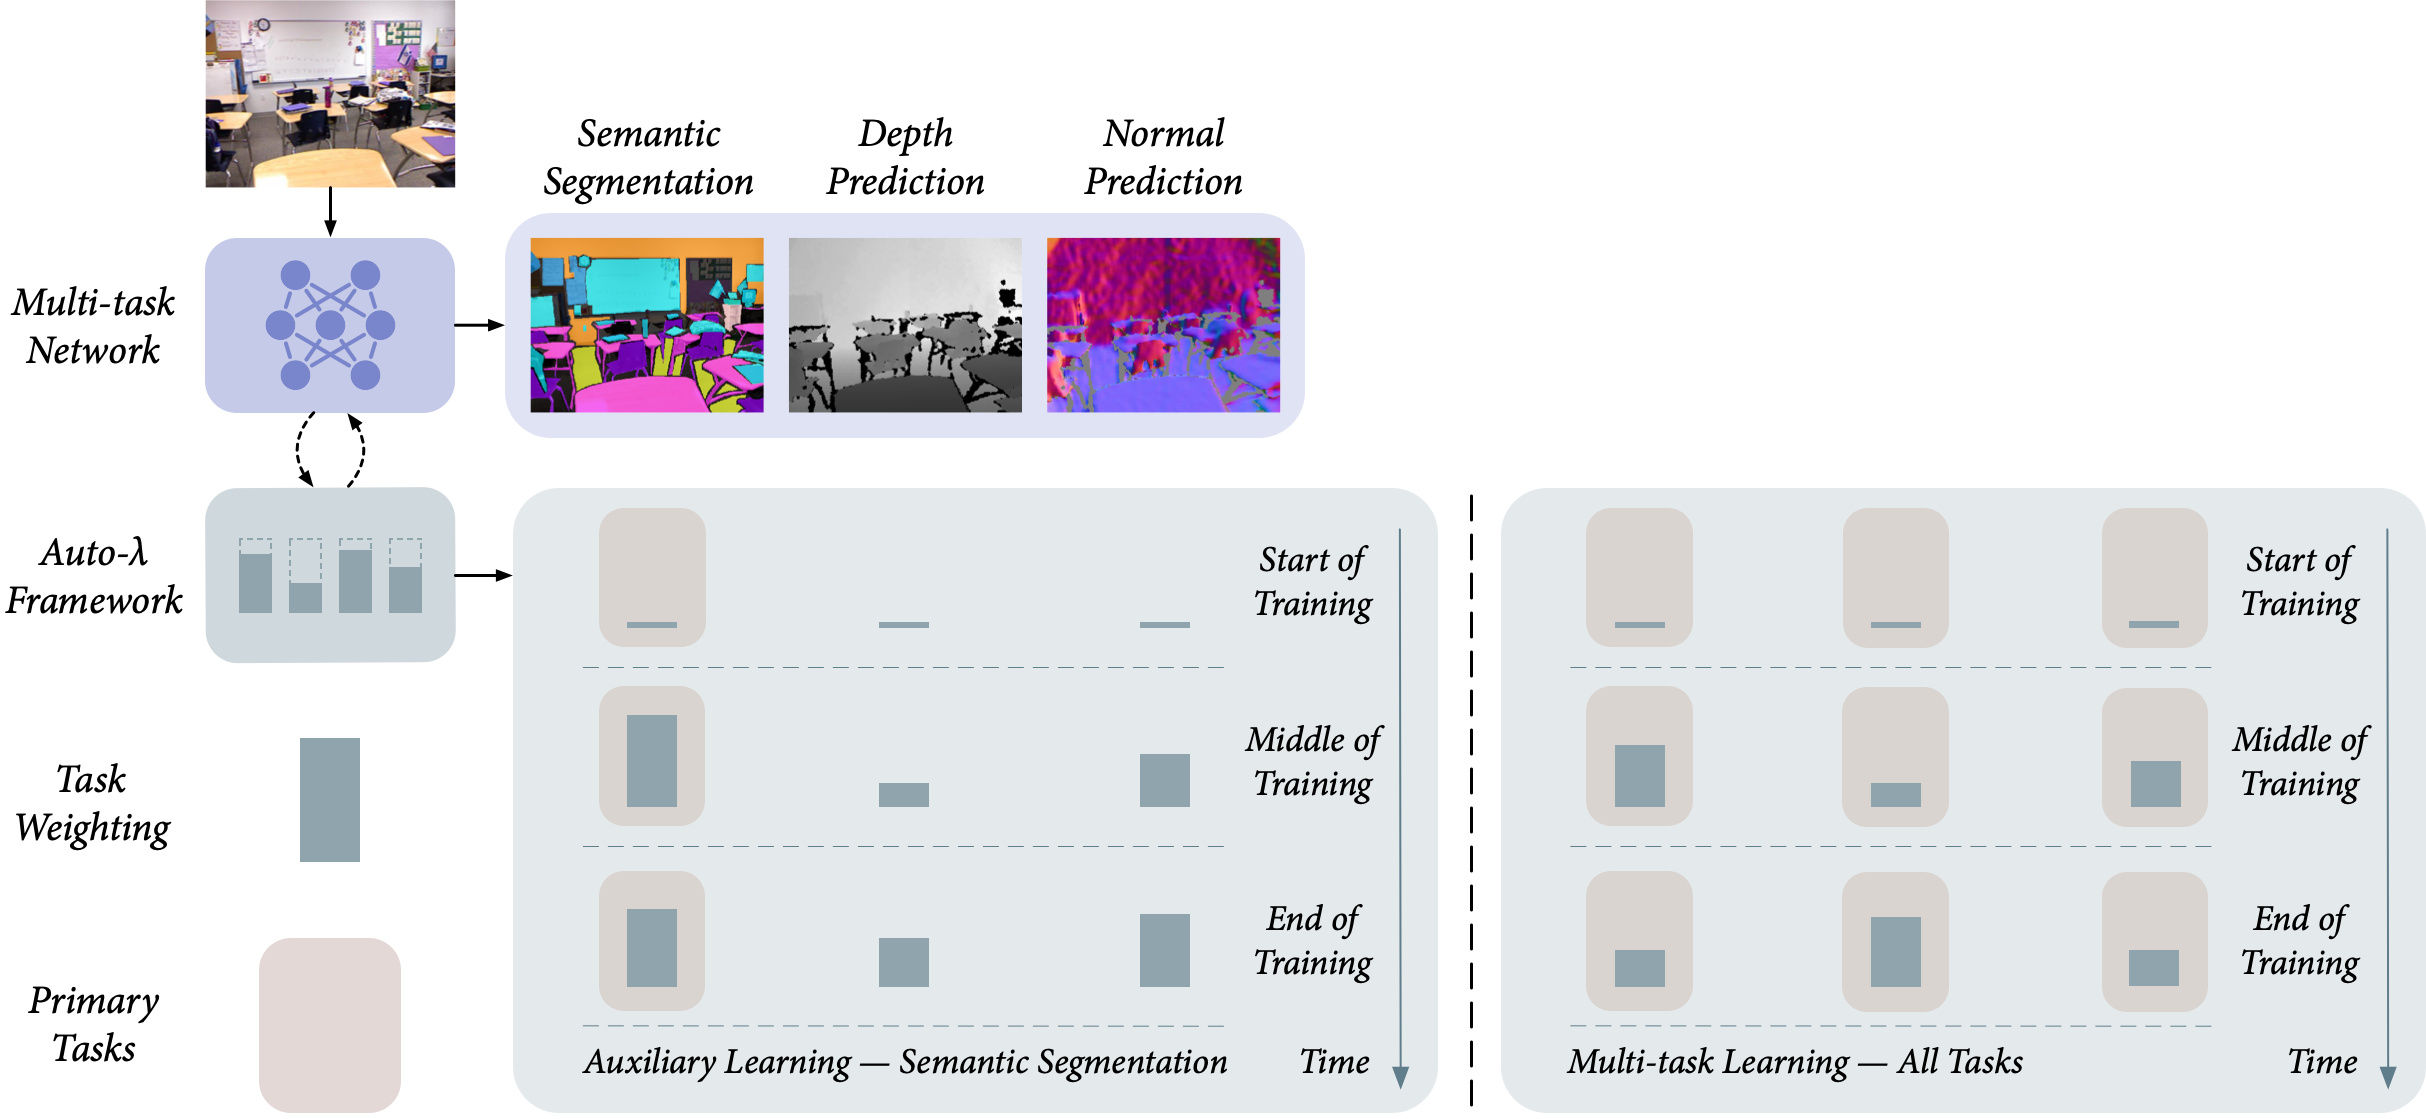 Semantic
Segmentation
Depth
Prediction
Normal
Prediction
Multi-task
Network
Auto-λ
Framework
Task
Weighting
Primary
Tasks
Start of
Training
Middle of
Training
End of
Training
Auxiliary Learning — Semantic Segmentation
Time
Start of
Training
Middle of
Training
End of
Training
Multi-task Learning — All Tasks
Time